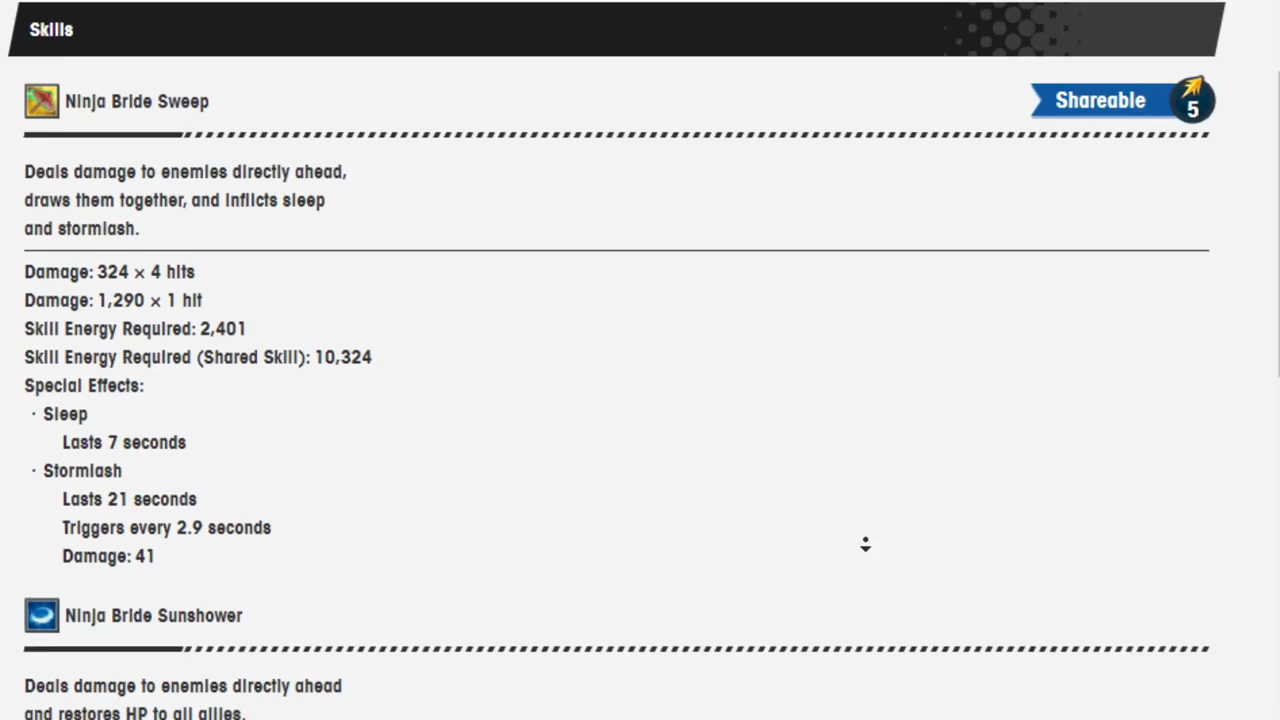 Skills
Ninja Bride Sweep
Shareable 5
Deals damage to enemies directly ahead,
draws them together, and inflicts sleep
and stormlash.
Damage: 324 × 4 hits
Damage: 1,290 × 1 hit
Skill Energy Required: 2,401
Skill Energy Required (Shared Skill): 10,324
Special Effects:
· Sleep
Lasts 7 seconds
· Stormlash
Lasts 21 seconds
Triggers every 2.9 seconds
Damage: 41
Ninja Bride Sunshower
Deals damage to enemies directly ahead
and restores HP to all allies.